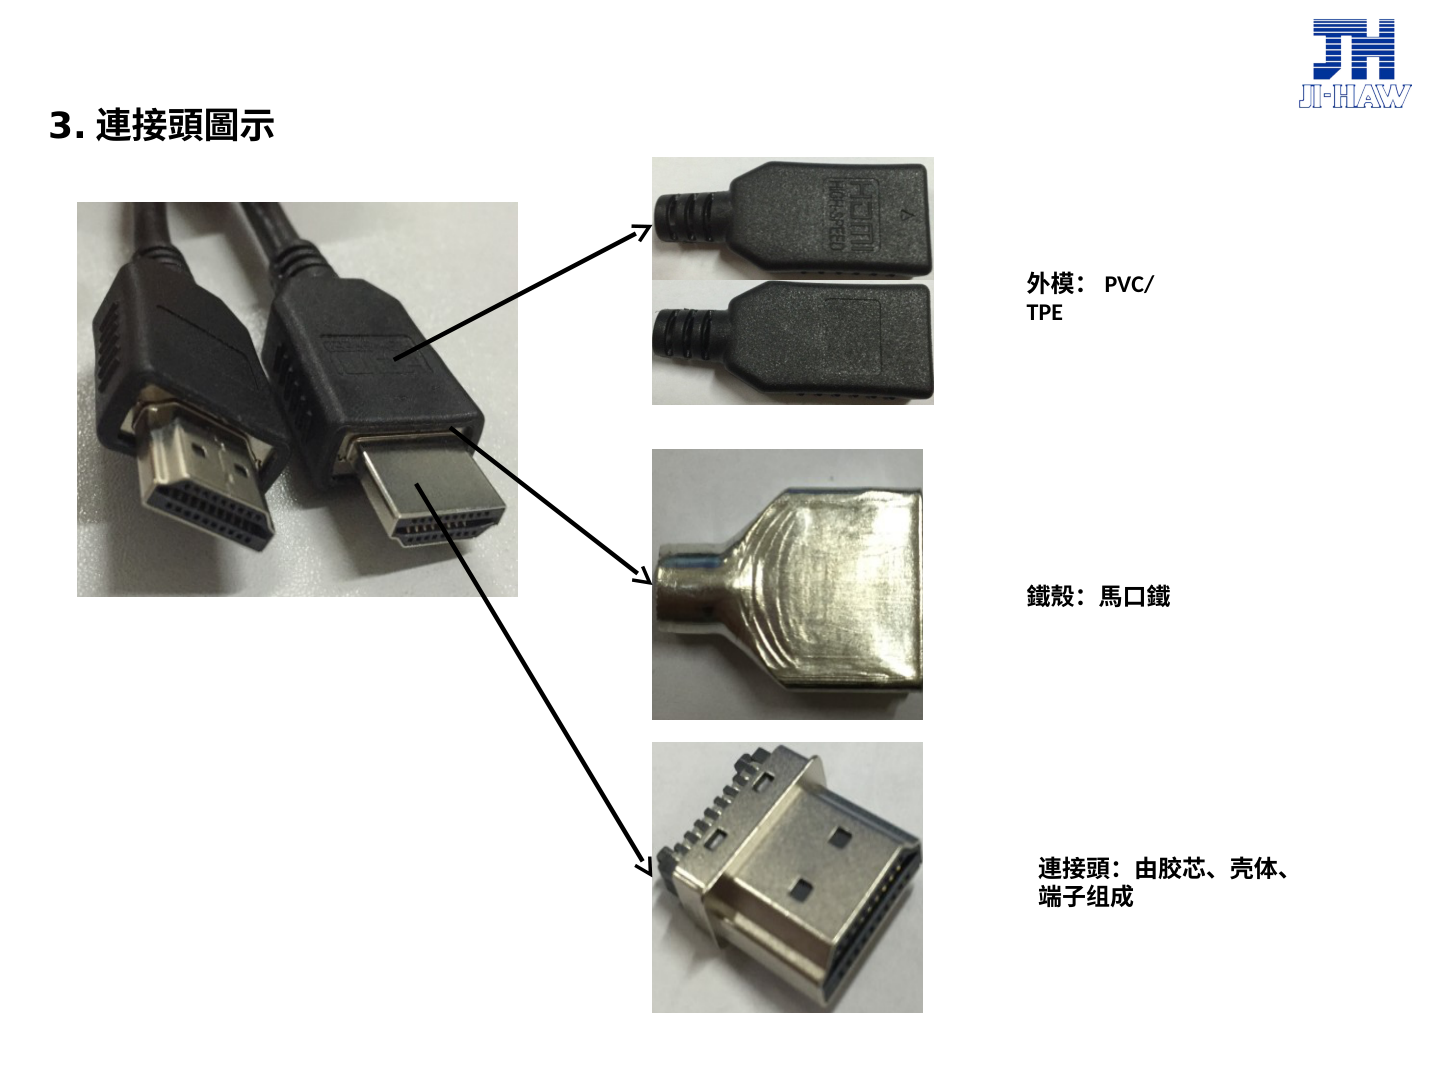 JH
JI-HAW
3. 連接頭圖示
HDMI
HIGH SPEED
外模： PVC/
TPE
鐵殼：馬口鐵
連接頭：由胶芯、壳体、
端子组成